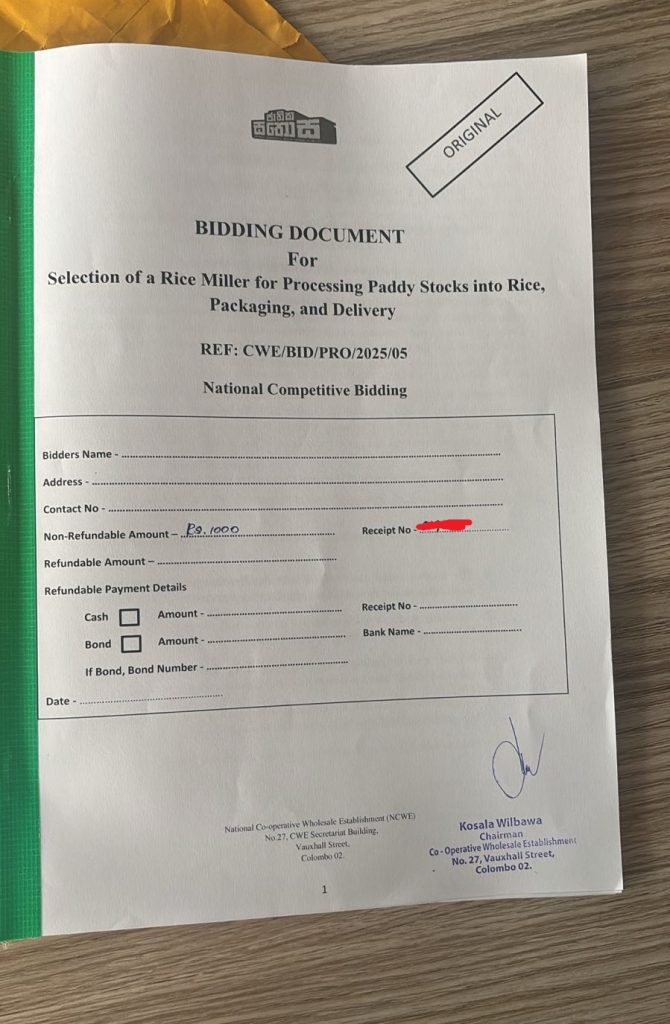 ජාතික
සතොස
ORIGINAL
BIDDING DOCUMENT
For
Selection of a Rice Miller for Processing Paddy Stocks into Rice,
Packaging, and Delivery
REF: CWE/BID/PRO/2025/05
National Competitive Bidding
Bidders Name - ........................................
Address - ........................................
Contact No - ........................................
Non-Refundable Amount – Rs. 1000 Receipt No - ....................
Refundable Amount – ........................................
Refundable Payment Details
Cash Amount - .............................. Receipt No - ....................
Bond Amount - .............................. Bank Name - ....................
If Bond, Bond Number - ..............................
Date - ..............................
National Co-operative Wholesale Establishment (NCWE)
No.27, CWE Secretariat Building,
Vauxhall Street,
Colombo 02.
Kosala Wilbawa
Chairman
Co - Operative Wholesale Establishment
No. 27, Vauxhall Street,
Colombo 02.
1